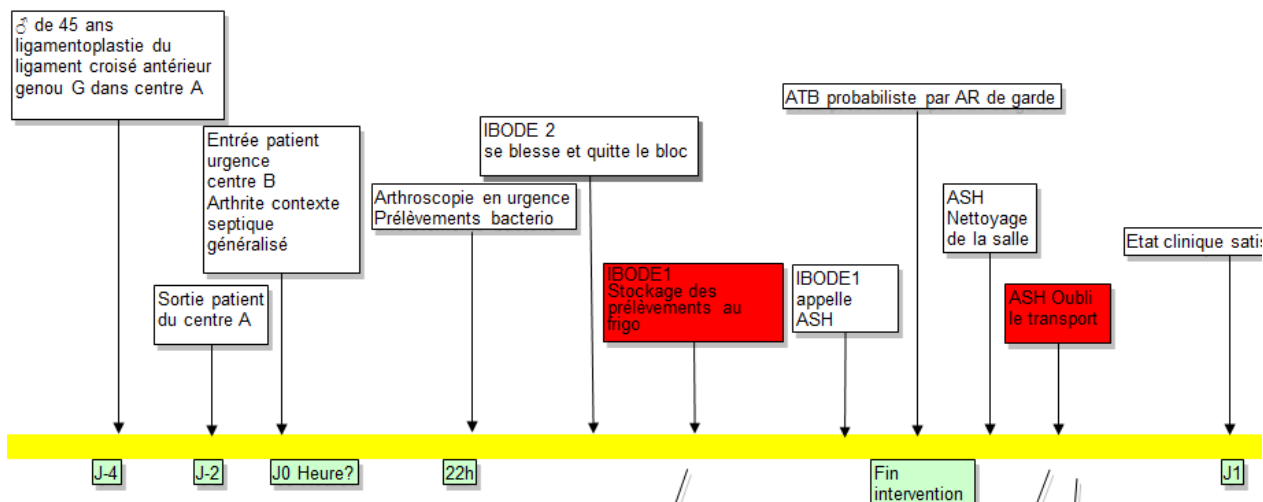 ♂ de 45 ans
ligamentoplastie du
ligament croisé antérieur
genou G dans centre A
Entrée patient
urgence
centre B
Arthrite contexte
septique
généralisé
Sortie patient
du centre A
Arthroscopie en urgence
Prélèvements bacterio
IBODE 2
se blesse et quitte le bloc
IBODE1
Stockage des
prélèvements au
frigo
IBODE1
appelle
ASH
ATB probabiliste par AR de garde
ASH
Nettoyage
de la salle
ASH Oubli
le transport
Etat clinique satis
J-4
J-2
J0 Heure?
22h
Fin
intervention
J1